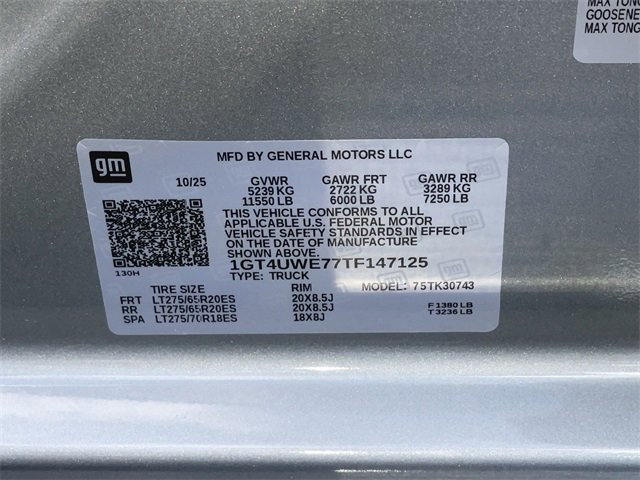 MAX TON
GOOSENE
MAX TONG
gm
MFD BY GENERAL MOTORS LLC
10/25 GVWR GAWR FRT GAWR RR
5239 KG 2722 KG 3289 KG
11550 LB 6000 LB 7250 LB
THIS VEHICLE CONFORMS TO ALL
APPLICABLE U.S. FEDERAL MOTOR
VEHICLE SAFETY STANDARDS IN EFFECT
ON THE DATE OF MANUFACTURE
SHOWN ABOVE.
130H
1GT4UWE77TF147125
TYPE: TRUCK MODEL: 75TK30743
TIRE SIZE RIM
FRT LT275/65R20ES 20X8.5J F 1380 LB
RR LT275/65R20ES 20X8.5J T 3236 LB
SPA LT275/70R18ES 18X8J